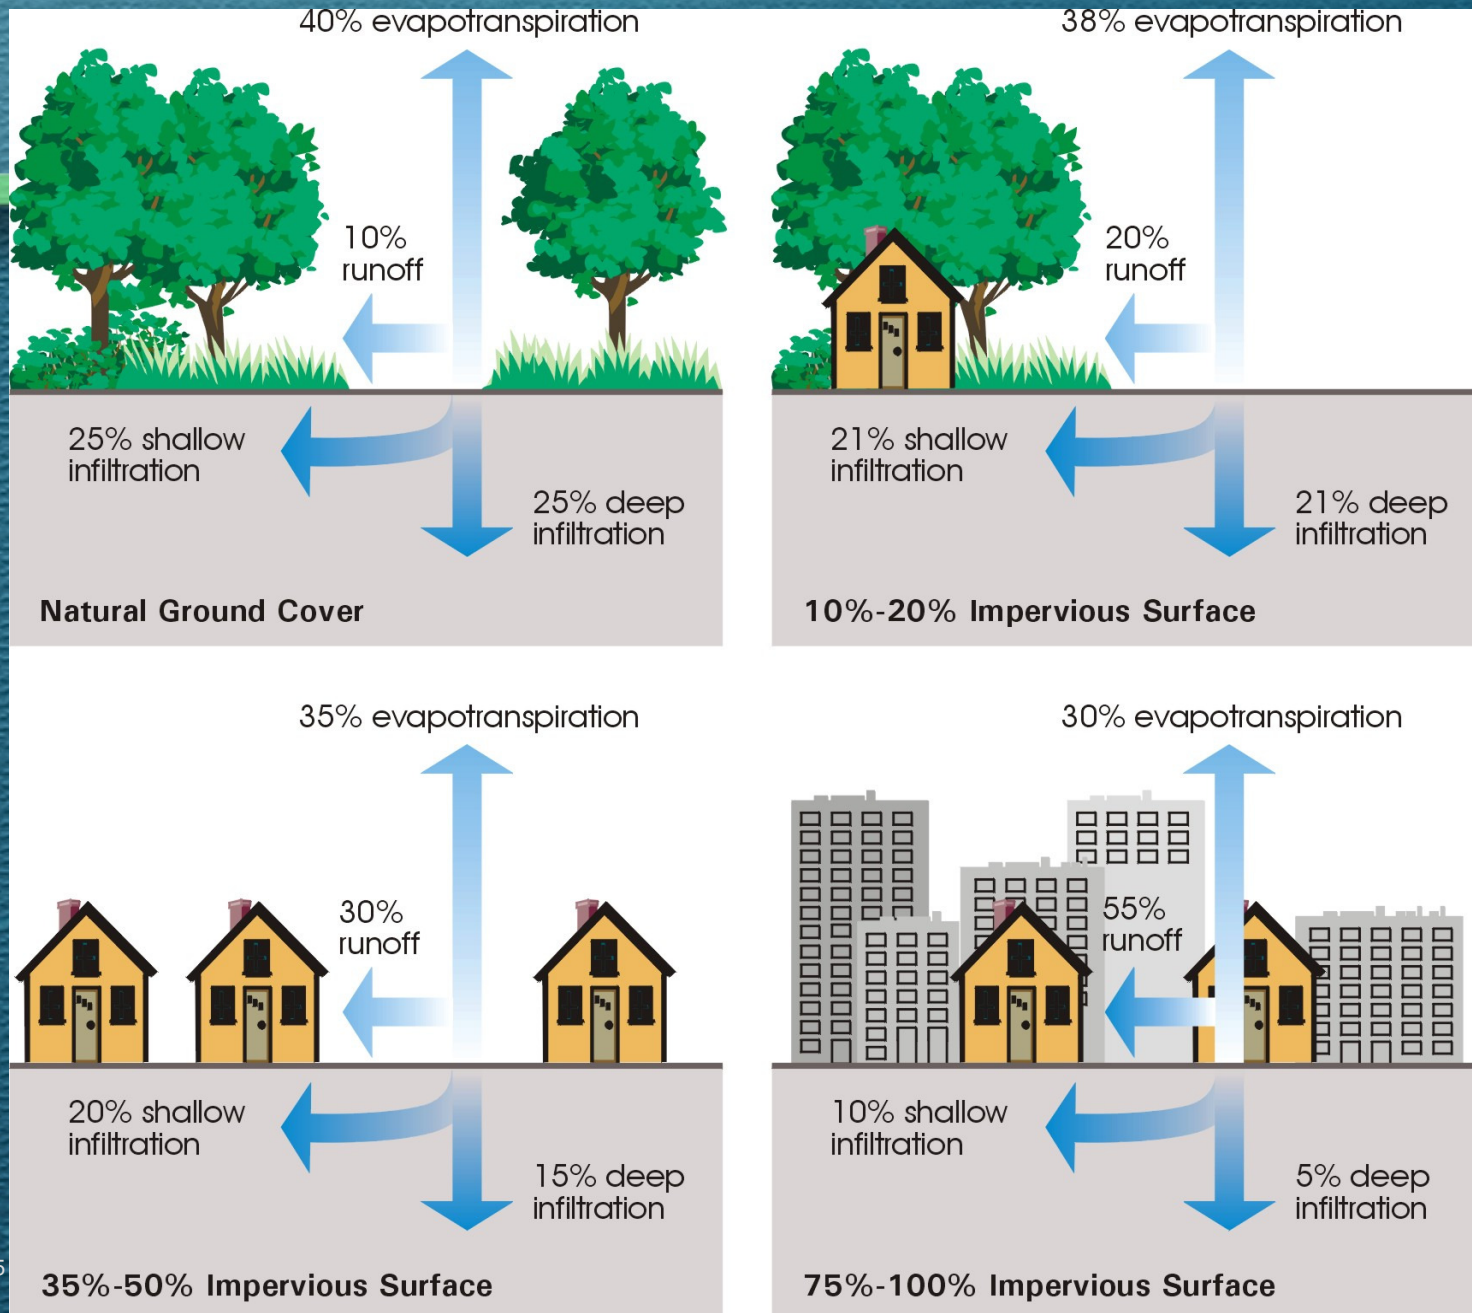 40% evapotranspiration
10%
runoff
25% shallow
infiltration
25% deep
infiltration
Natural Ground Cover
38% evapotranspiration
20%
runoff
21% shallow
infiltration
21% deep
infiltration
10%-20% Impervious Surface
35% evapotranspiration
30%
runoff
20% shallow
infiltration
15% deep
infiltration
35%-50% Impervious Surface
30% evapotranspiration
55%
runoff
10% shallow
infiltration
5% deep
infiltration
75%-100% Impervious Surface